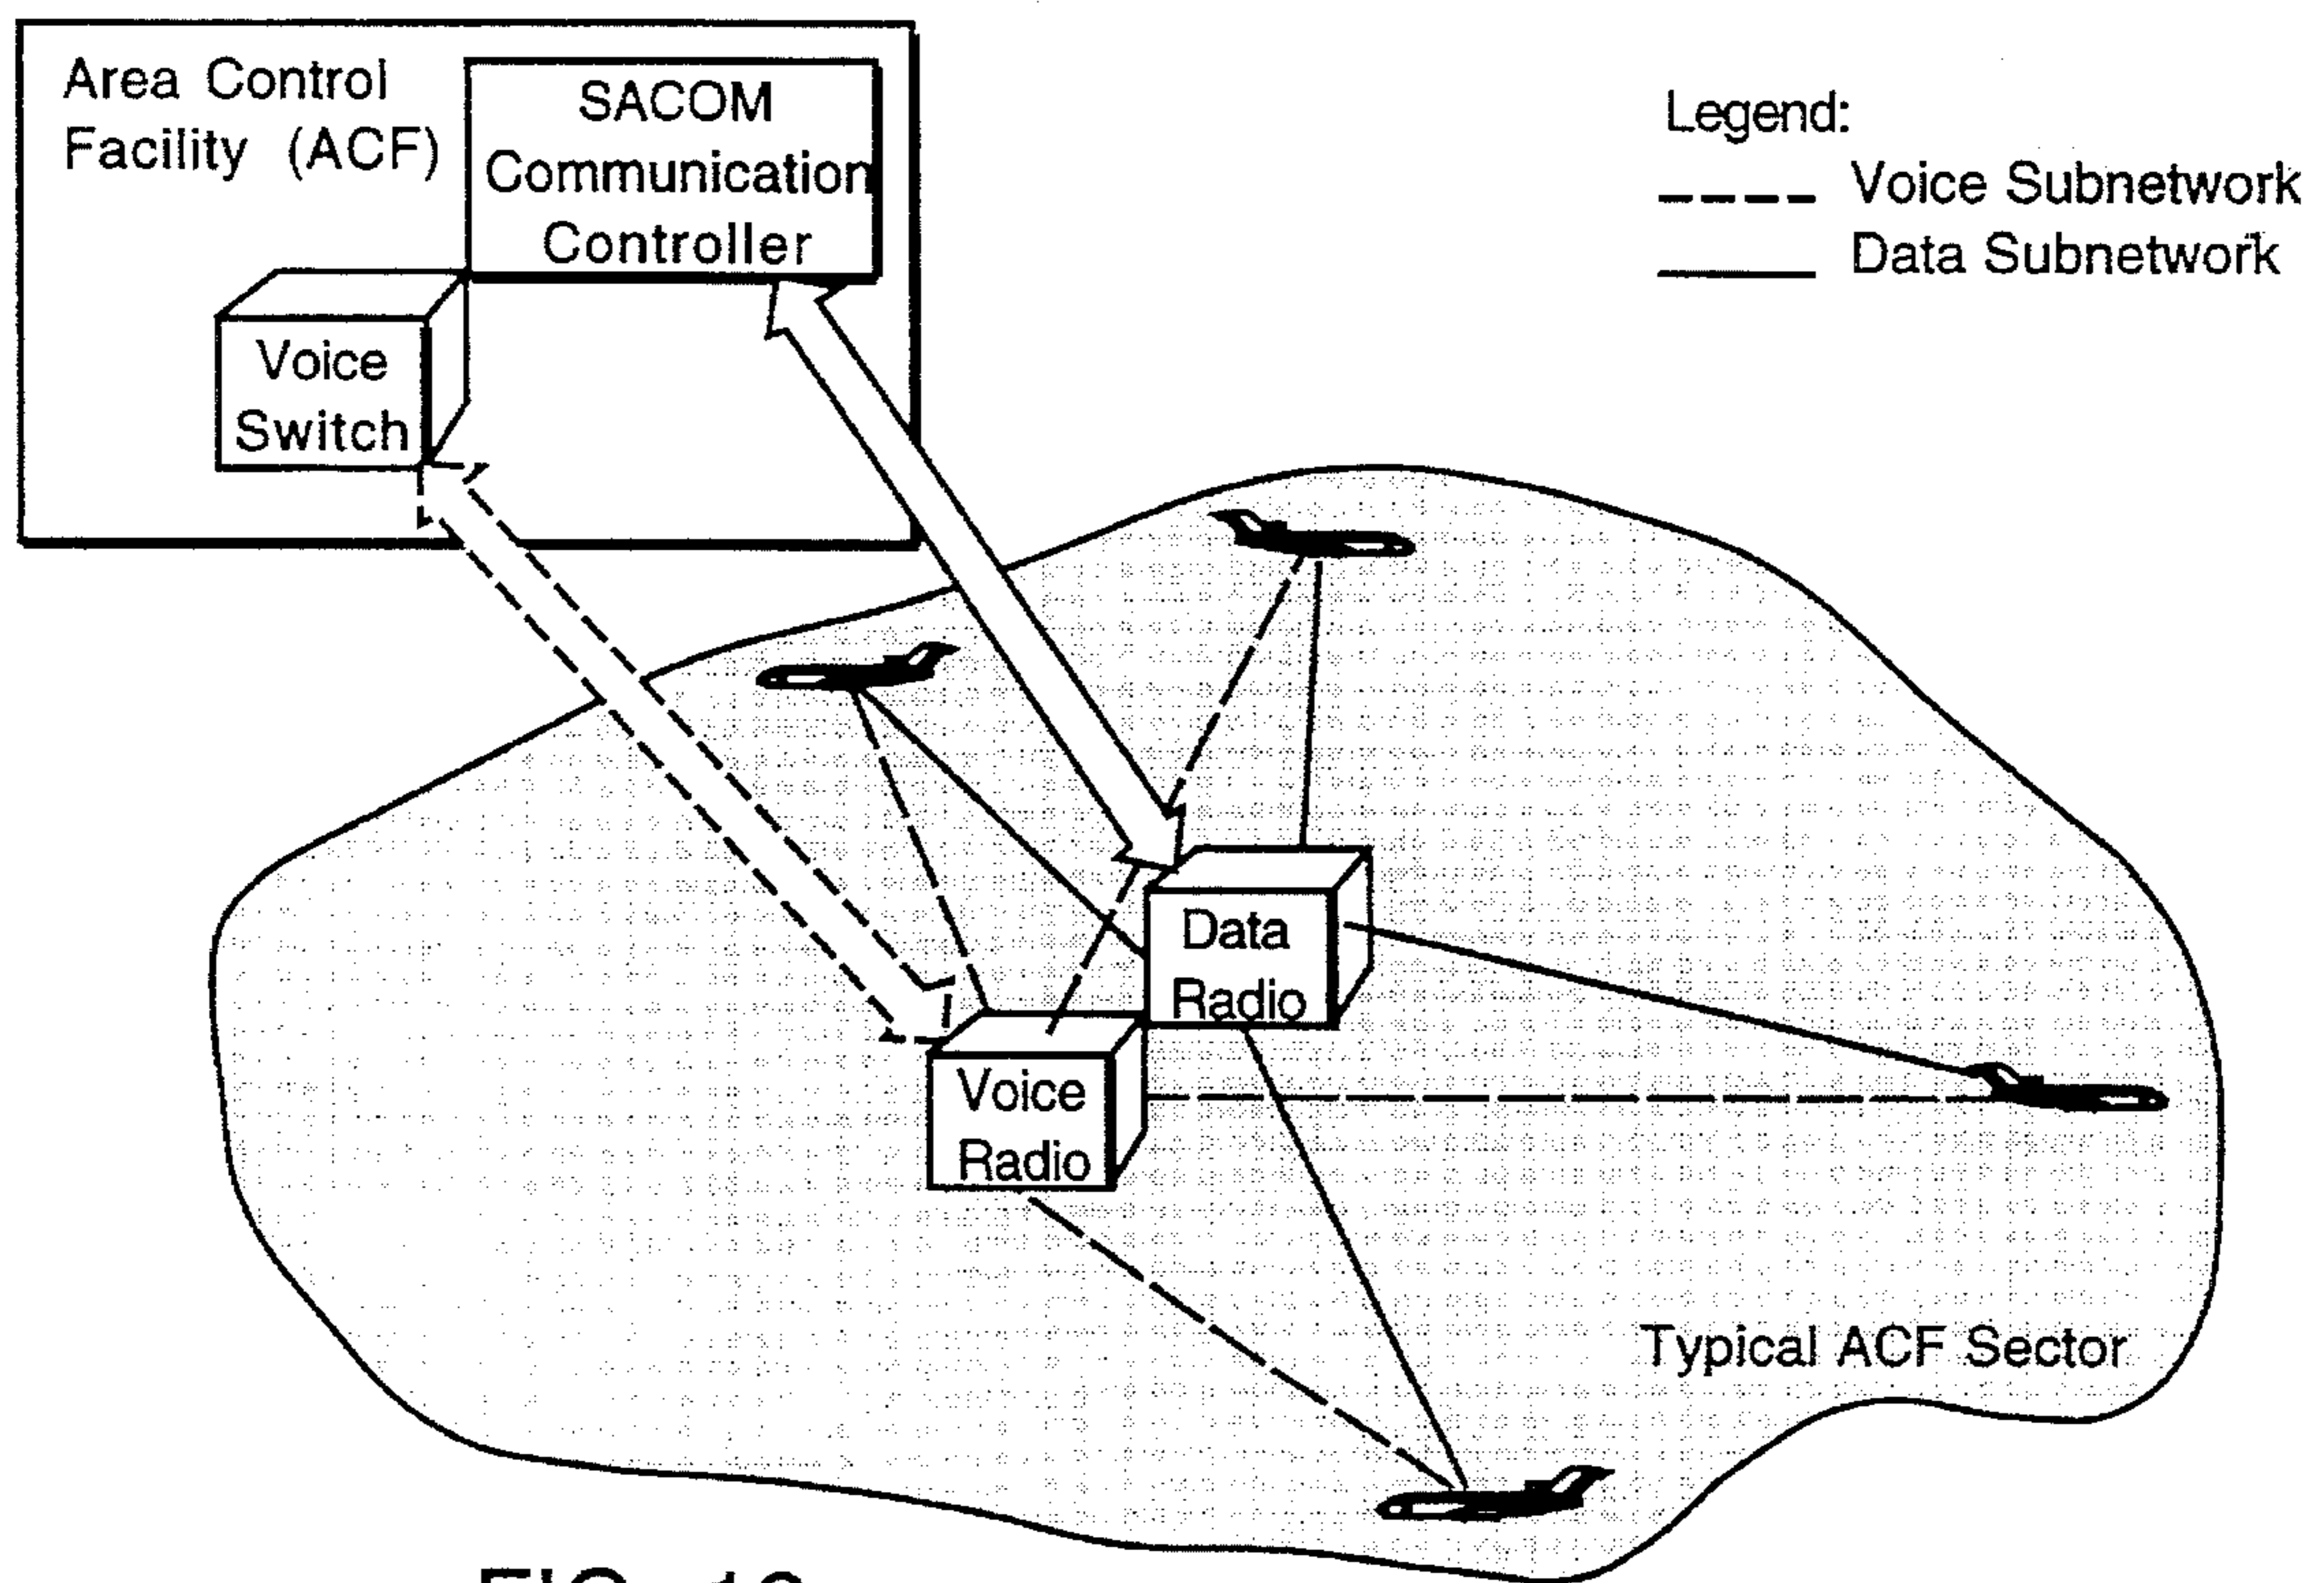 Area Control
Facility (ACF)
SACOM
Communication
Controller
Voice
Switch
Legend:
Voice Subnetwork
Data Subnetwork
Data
Radio
Voice
Radio
Typical ACF Sector